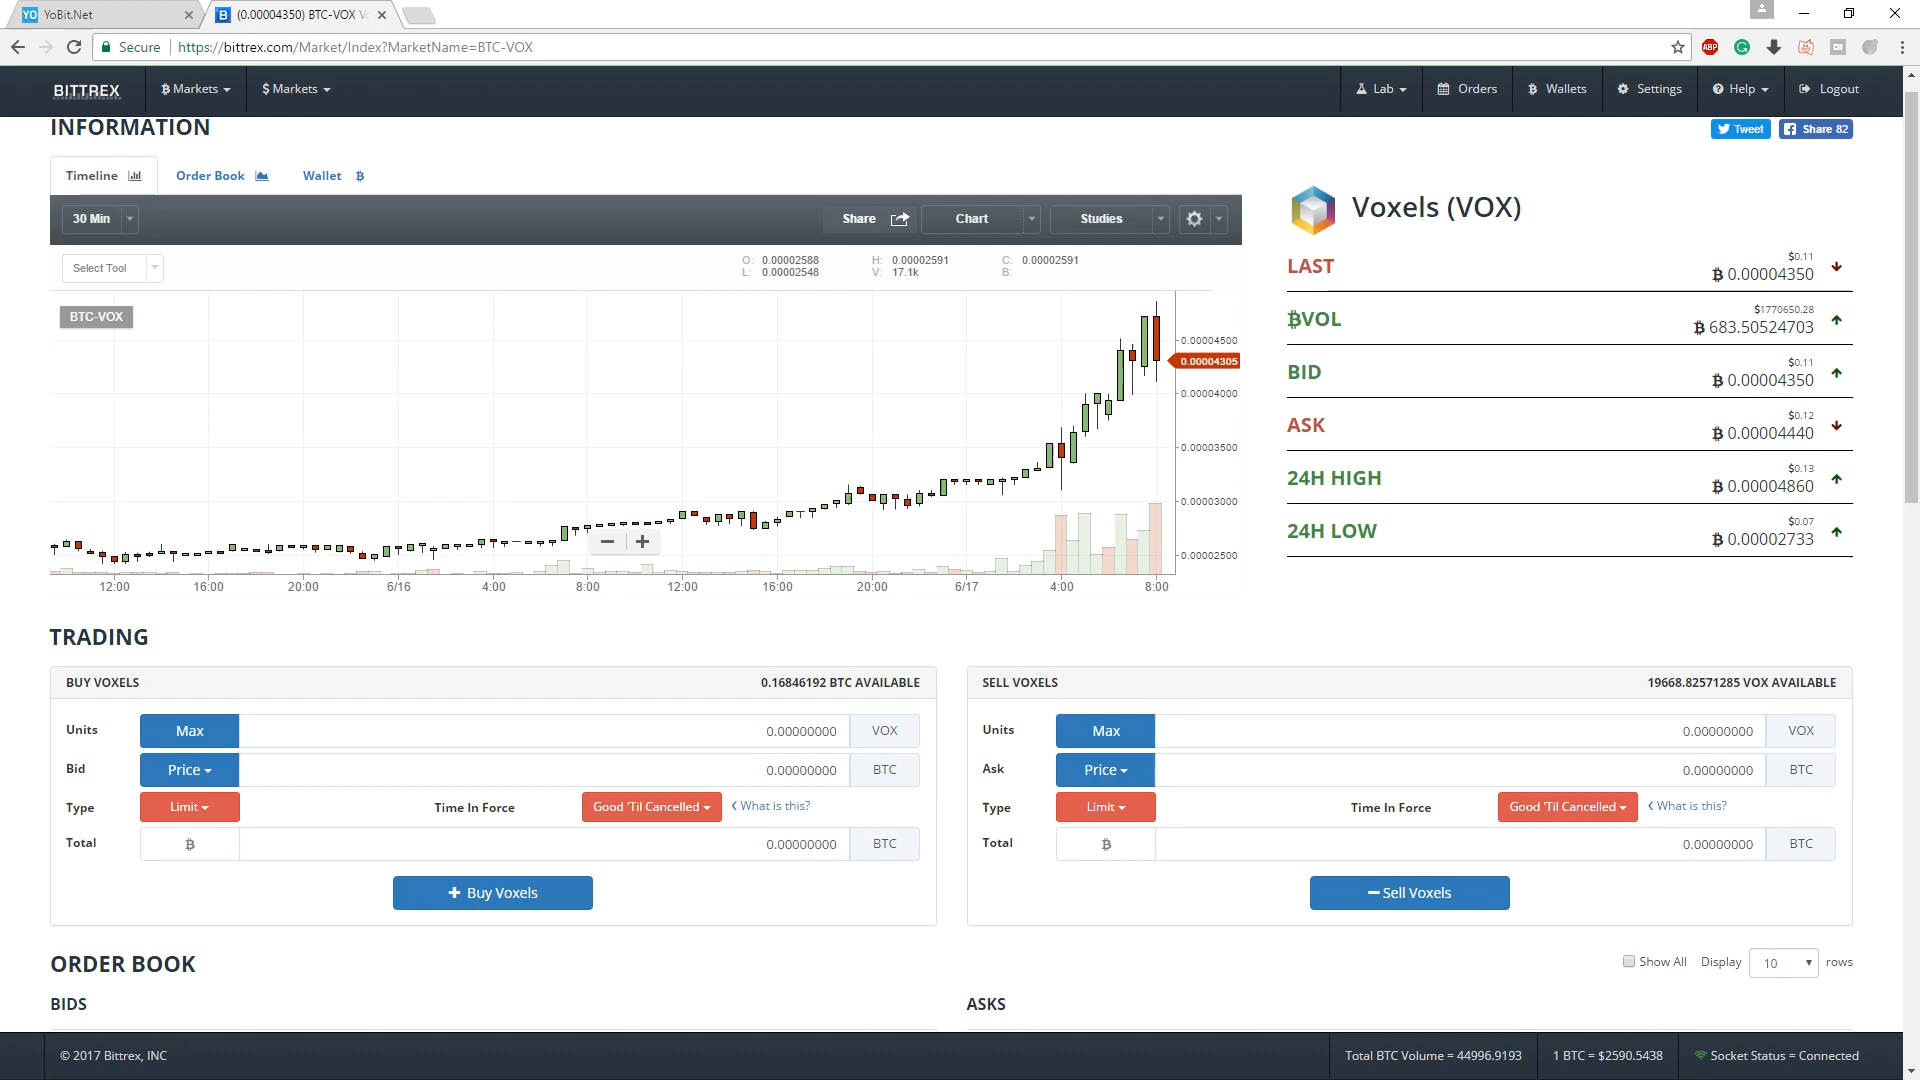 YO YoBit.Net
B (0.00004350) BTC-VOX V
Secure https://bittrex.com/Market/Index?MarketName=BTC-VOX
ABP
BITTREX
฿ Markets
$ Markets
Lab
Orders
฿ Wallets
Settings
Help
Logout
INFORMATION
Tweet
Share 82
Timeline
Order Book
Wallet ฿
30 Min
Share
Chart
Studies
Select Tool
O: 0.00002588 H: 0.00002591 C: 0.00002591
L: 0.00002548 V: 17.1k B:
BTC-VOX
0.00004500
0.00004305
0.00004000
0.00003500
0.00003000
0.00002500
12:00 16:00 20:00 6/16 4:00 8:00 12:00 16:00 20:00 6/17 4:00 8:00
Voxels (VOX)
$0.11
LAST ฿ 0.00004350
$1770650.28
฿VOL ฿ 683.50524703
$0.11
BID ฿ 0.00004350
$0.12
ASK ฿ 0.00004440
$0.13
24H HIGH ฿ 0.00004860
$0.07
24H LOW ฿ 0.00002733
TRADING
BUY VOXELS 0.16846192 BTC AVAILABLE
Units Max 0.00000000 VOX
Bid Price 0.00000000 BTC
Type Limit Time In Force Good 'Til Cancelled What is this?
Total ฿ 0.00000000 BTC
Buy Voxels
SELL VOXELS 19668.82571285 VOX AVAILABLE
Units Max 0.00000000 VOX
Ask Price 0.00000000 BTC
Type Limit Time In Force Good 'Til Cancelled What is this?
Total ฿ 0.00000000 BTC
Sell Voxels
ORDER BOOK
Show All Display 10 rows
BIDS
ASKS
© 2017 Bittrex, INC
Total BTC Volume = 44996.9193
1 BTC = $2590.5438
Socket Status = Connected